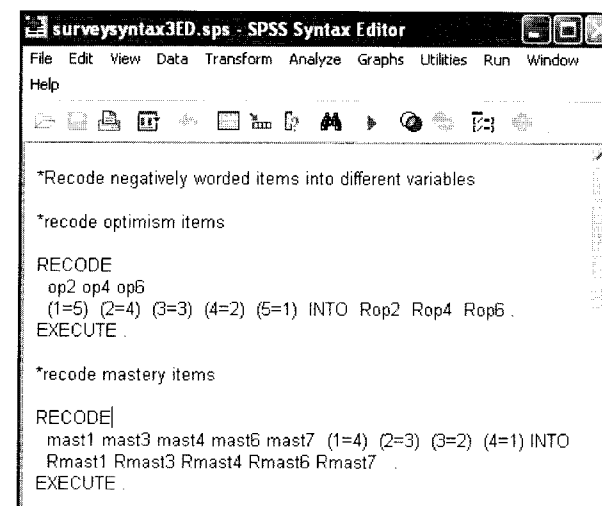 surveysyntax3ED.sps - SPSS Syntax Editor
File Edit View Data Transform Analyze Graphs Utilities Run Window
Help
*Recode negatively worded items into different variables
*recode optimism items
RECODE
op2 op4 op6
(1=5) (2=4) (3=3) (4=2) (5=1) INTO Rop2 Rop4 Rop6 .
EXECUTE .
*recode mastery items
RECODE
mast1 mast3 mast4 mast6 mast7 (1=4) (2=3) (3=2) (4=1) INTO
Rmast1 Rmast3 Rmast4 Rmast6 Rmast7 .
EXECUTE .